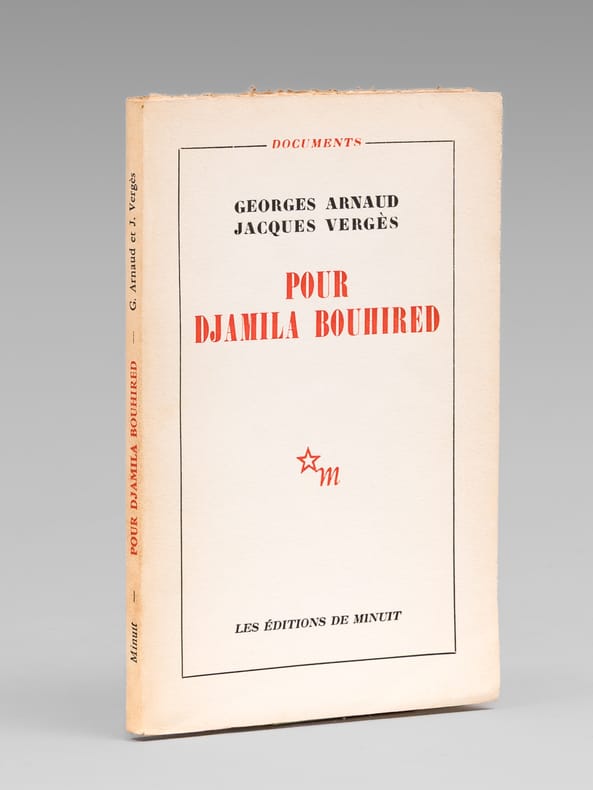 DOCUMENTS
GEORGES ARNAUD
JACQUES VERGÈS
POUR
DJAMILA BOUHIRED
m
LES ÉDITIONS DE MINUIT
Minuit — POUR DJAMILA BOUHIRED — G. Arnaud et J. Vergès